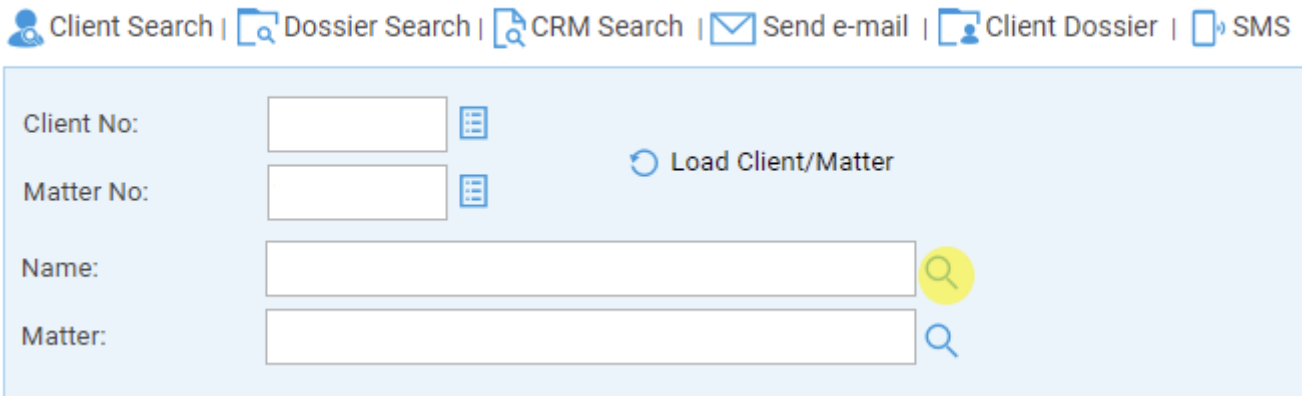 Client Search | Dossier Search | CRM Search | Send e-mail | Client Dossier | SMS
Client No:
Load Client/Matter
Matter No:
Name:
Matter: